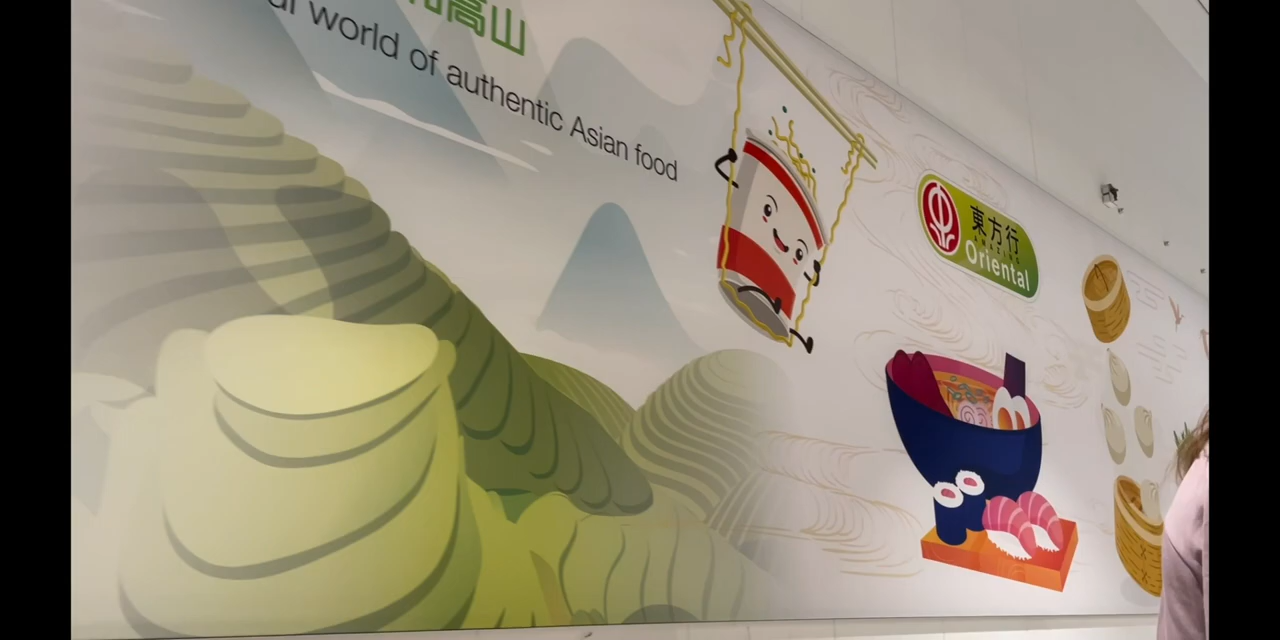 高山
world of authentic Asian food
東方行
Oriental